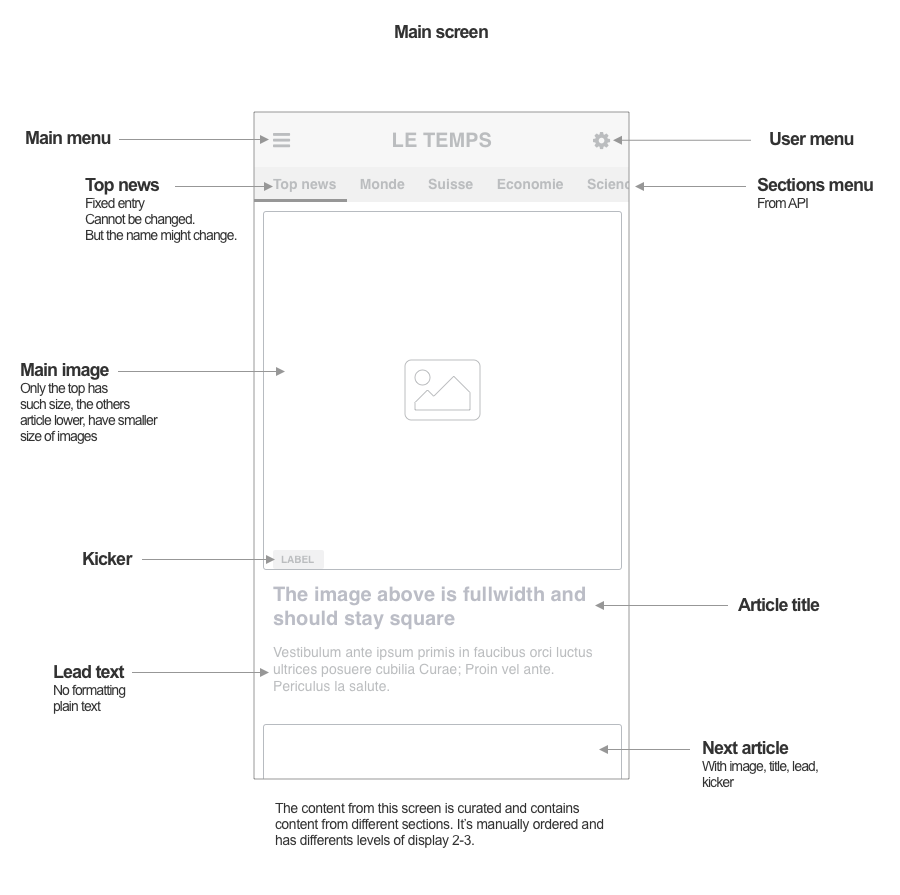 Main screen
Main menu
LE TEMPS
User menu
Top news
Fixed entry
Cannot be changed.
But the name might change.
Top news Monde Suisse Economie Scienc
Sections menu
From API
Main image
Only the top has
such size, the others
article lower, have smaller
size of images
Kicker
LABEL
The image above is fullwidth and
should stay square
Article title
Vestibulum ante ipsum primis in faucibus orci luctus
ultrices posuere cubilia Curae; Proin vel ante.
Periculus la salute.
Lead text
No formatting
plain text
Next article
With image, title, lead,
kicker
The content from this screen is curated and contains
content from different sections. It's manually ordered and
has differents levels of display 2-3.